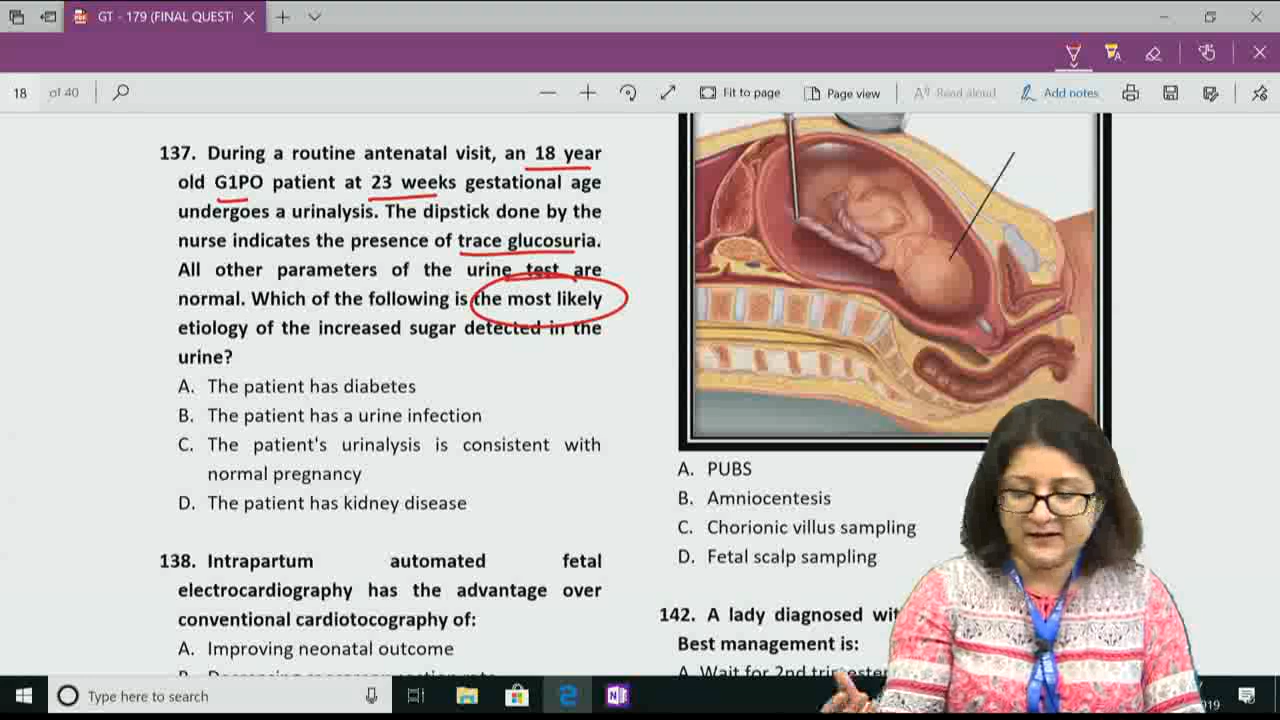 GT - 179 (FINAL QUEST
18 of 40
Fit to page
Page view
Read aloud
Add notes
137. During a routine antenatal visit, an 18 year
old G1PO patient at 23 weeks gestational age
undergoes a urinalysis. The dipstick done by the
nurse indicates the presence of trace glucosuria.
All other parameters of the urine test are
normal. Which of the following is the most likely
etiology of the increased sugar detected in the
urine?
A. The patient has diabetes
B. The patient has a urine infection
C. The patient's urinalysis is consistent with
normal pregnancy
D. The patient has kidney disease
138. Intrapartum automated fetal
electrocardiography has the advantage over
conventional cardiotocography of:
A. Improving neonatal outcome
A. PUBS
B. Amniocentesis
C. Chorionic villus sampling
D. Fetal scalp sampling
142. A lady diagnosed
Best management is:
A. Wait for 2nd trimester
Type here to search